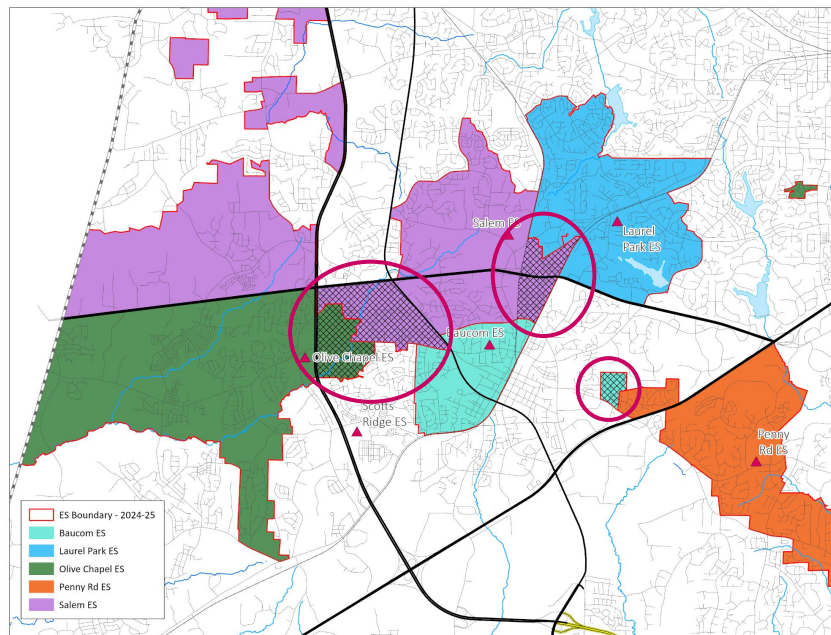 Salem ES
Laurel
Park ES
Baucom ES
Olive Chapel ES
Scotts
Ridge ES
Penny
Rd ES
ES Boundary - 2024-25
Baucom ES
Laurel Park ES
Olive Chapel ES
Penny Rd ES
Salem ES